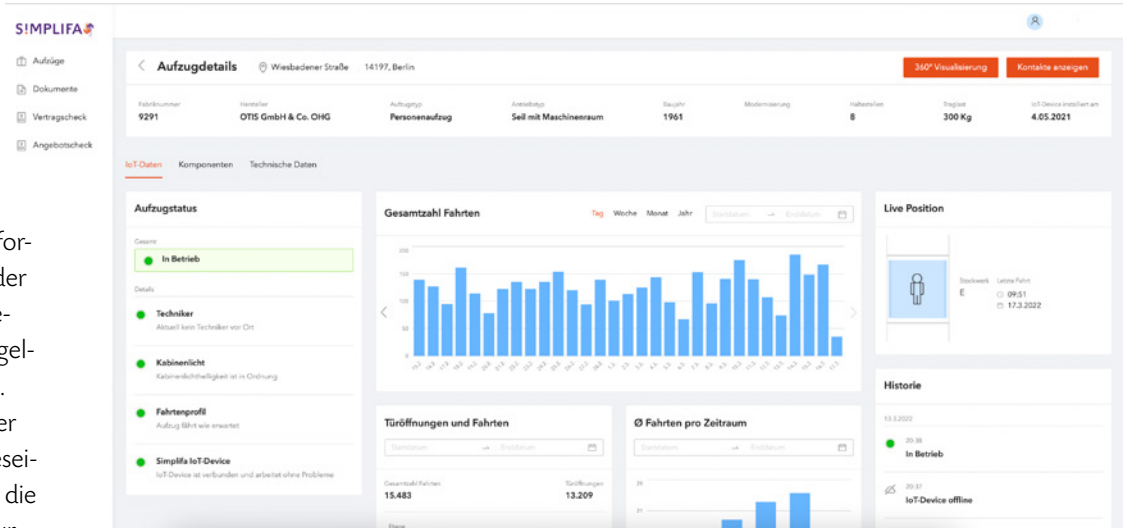 S!MPLIFA
Aufzüge
Dokumente
Vertragscheck
Angebotscheck
for-
der
e-
gel-
.
er
esei-
die
Aufzugdetails
Wiesbadener Straße 14197, Berlin
360° Visualisierung
Kontakte anzeigen
Fabriknummer
9291
Hersteller
OTIS GmbH & Co. OHG
Aufzugtyp
Personenaufzug
Antriebstyp
Seil mit Maschinenraum
Baujahr
1961
Modernisierung
Haltestellen
8
Traglast
300 Kg
IoT-Device installiert am
4.05.2021
IoT-Daten Komponenten Technische Daten
Aufzugstatus
Gesamt
In Betrieb
Details
Techniker
Aktuell kein Techniker vor Ort
Kabinenlicht
Kabinenlichthelligkeit ist in Ordnung
Fahrtenprofil
Aufzug fährt wie erwartet
Simplifa IoT-Device
IoT-Device ist verbunden und arbeitet ohne Probleme
Gesamtzahl Fahrten
Tag Woche Monat Jahr
Startdatum → Enddatum
200
150
100
50
0
Türöffnungen und Fahrten
Startdatum → Enddatum
Gesamtzahl Fahrten
15.483
Türöffnungen
13.209
Etage
Ø Fahrten pro Zeitraum
Startdatum → Enddatum
Live Position
Stockwerk
E
Letzte Fahrt
09:51
17.3.2022
Historie
13.3.2022
20:38
In Betrieb
20:37
IoT-Device offline